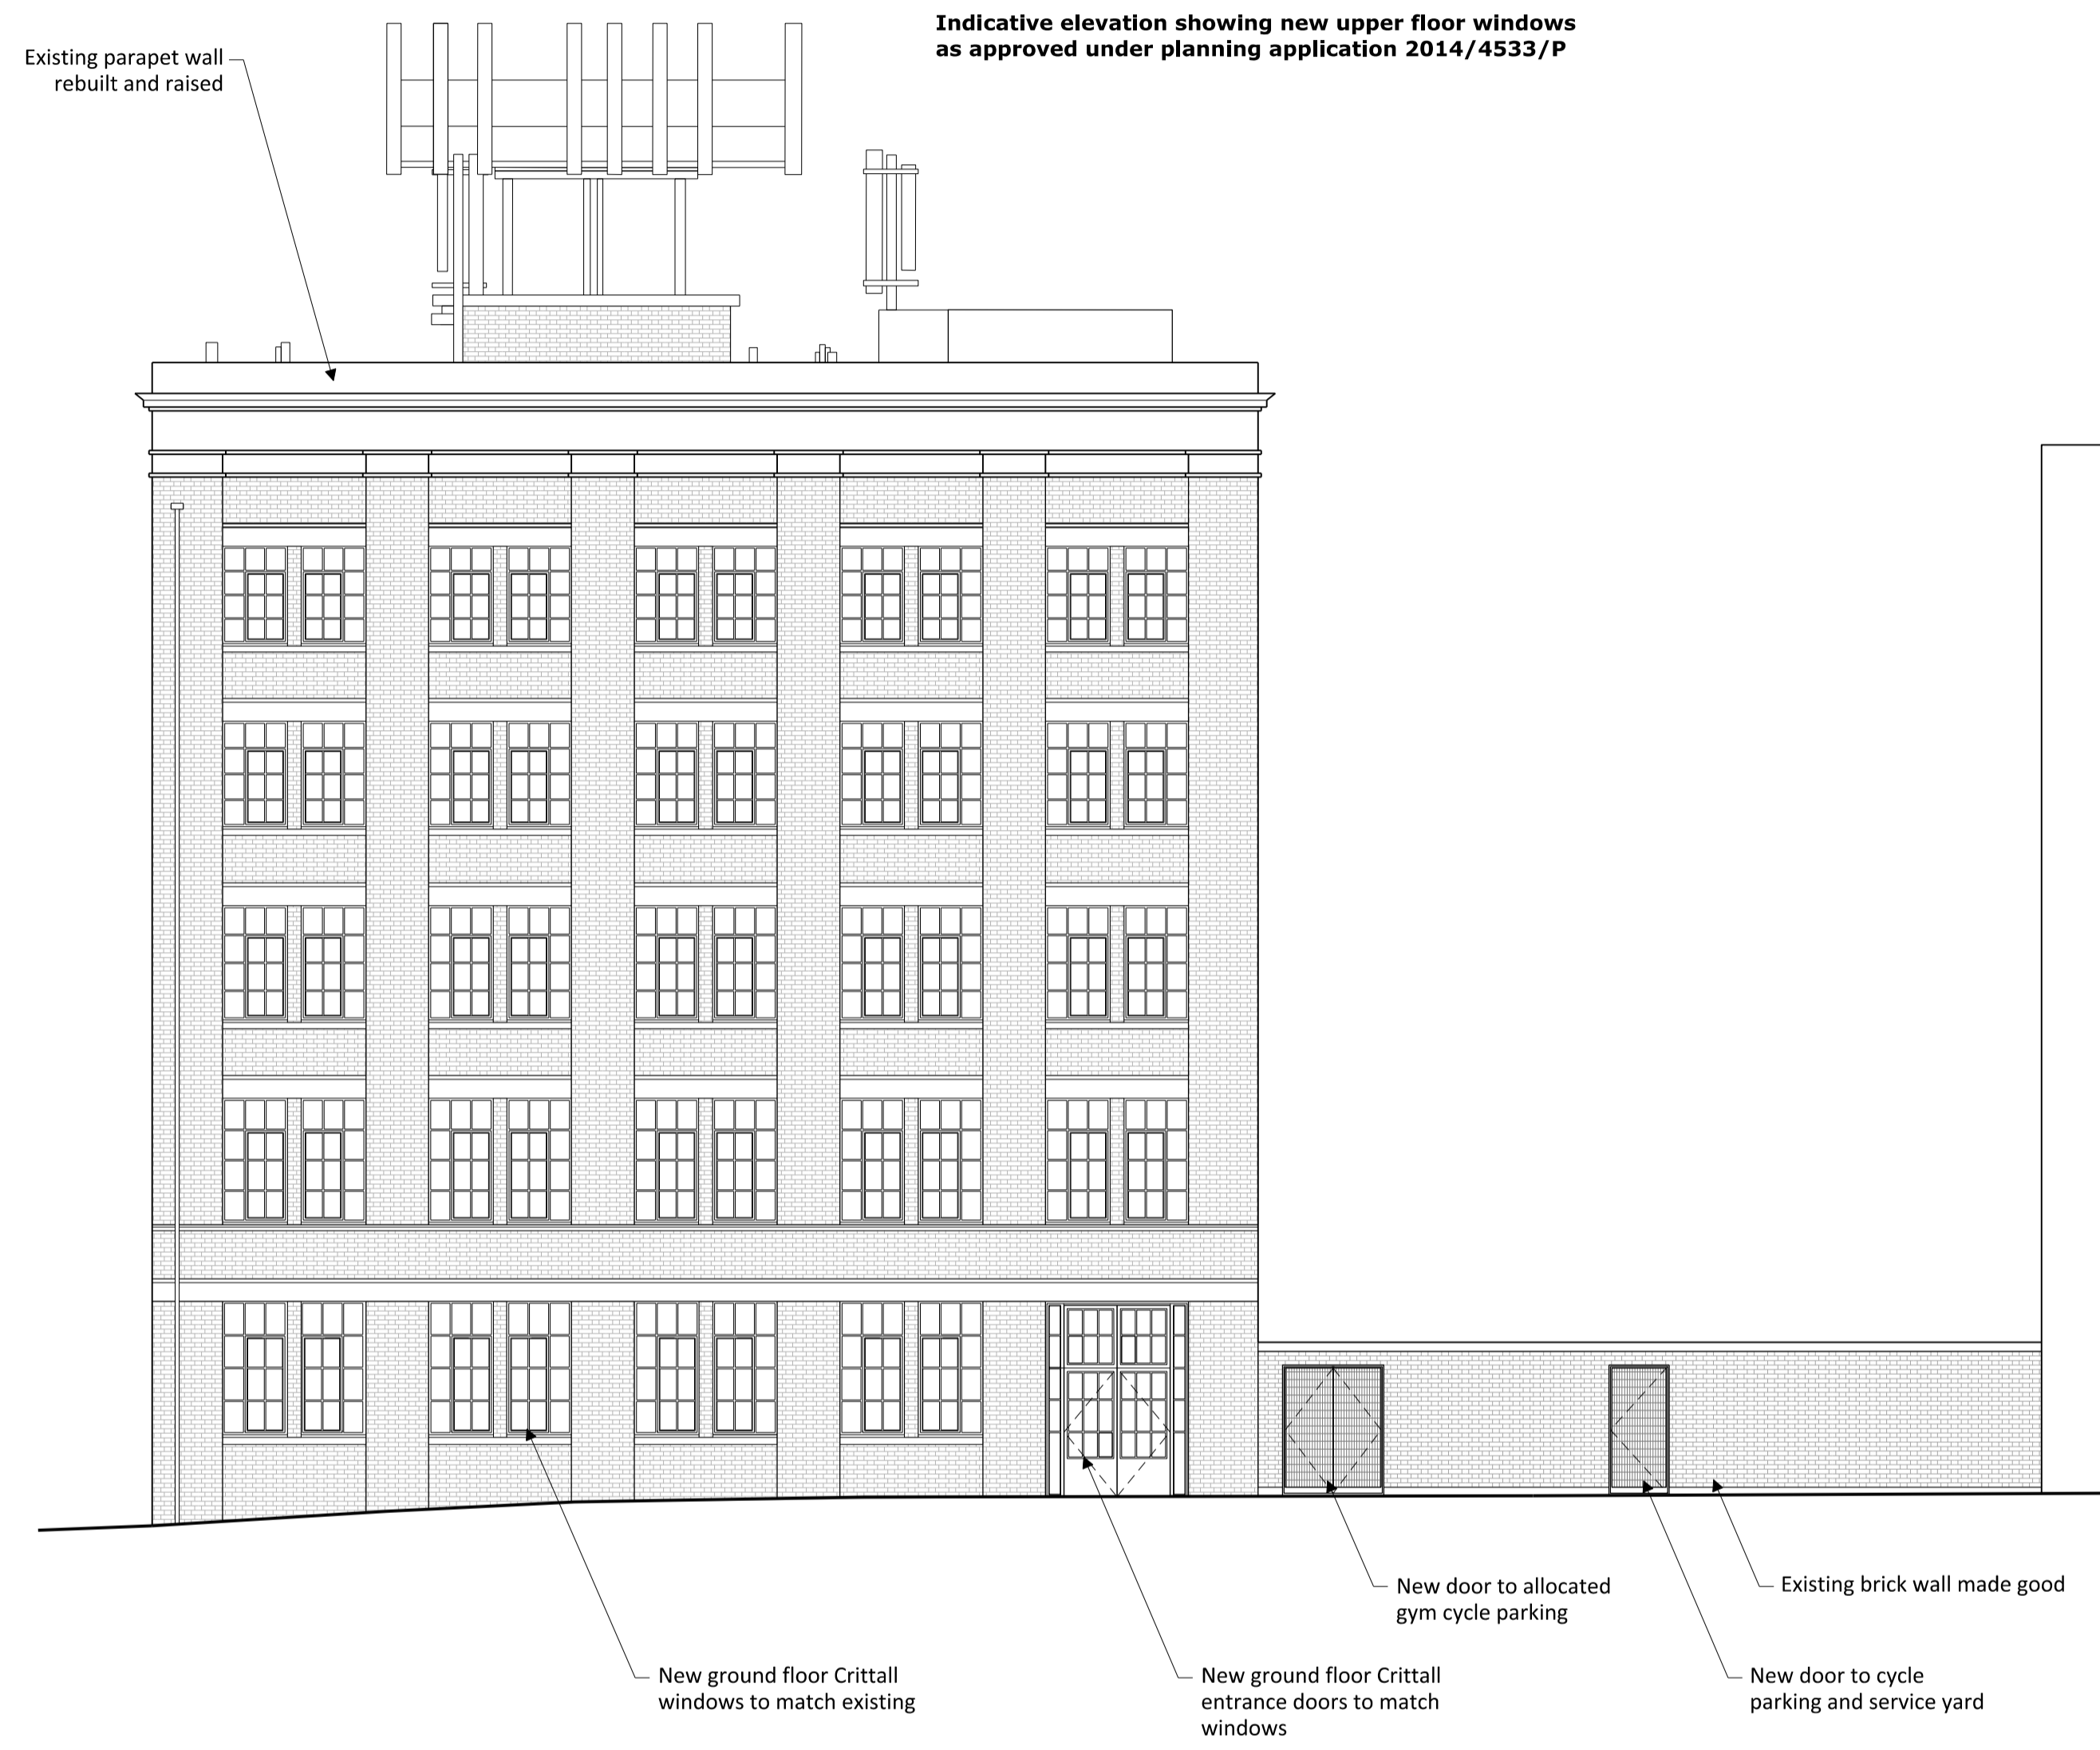 Indicative elevation showing new upper floor windows
as approved under planning application 2014/4533/P
Existing parapet wall
rebuilt and raised
New door to allocated
gym cycle parking
Existing brick wall made good
New ground floor Crittall
windows to match existing
New ground floor Crittall
entrance doors to match
windows
New door to cycle
parking and service yard